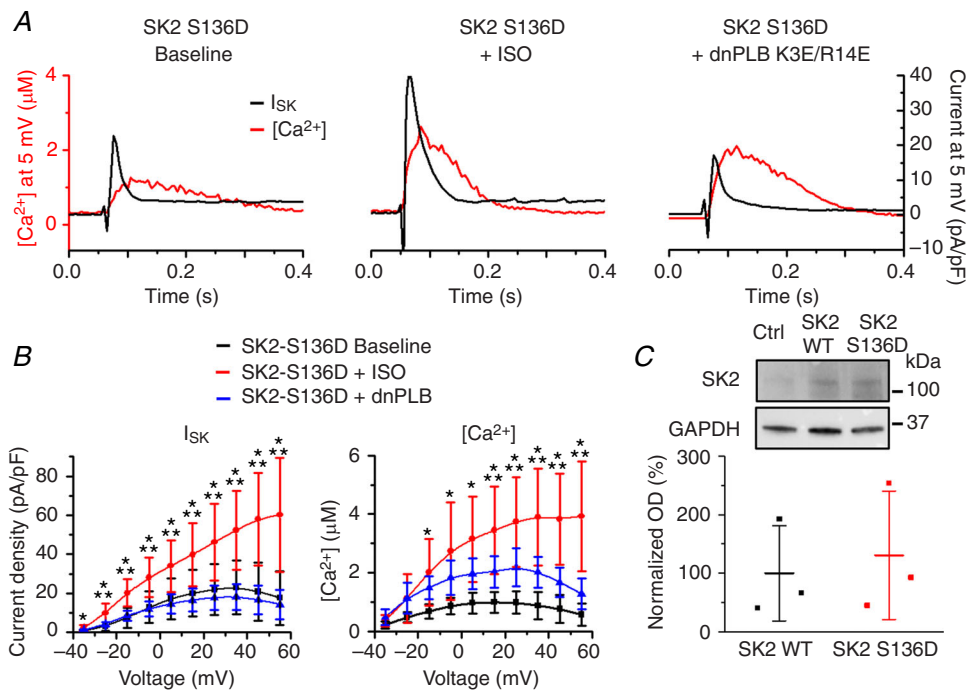 A
SK2 S136D
Baseline
SK2 S136D
+ ISO
SK2 S136D
+ dnPLB K3E/R14E
[Ca2+] at 5 mV (μM)
4
2
0
ISK
[Ca2+]
40
30
20
10
0
−10
Current at 5 mV (pA/pF)
0.0 0.2 0.4
0.0 0.2 0.4
0.0 0.2 0.4
Time (s)
Time (s)
Time (s)
B
SK2-S136D Baseline
SK2-S136D + ISO
SK2-S136D + dnPLB
ISK
Current density (pA/pF)
100
80
60
40
20
0
* ** ** ** ** ** ** ** ** **
* * * * * * * * *
−40 −20 0 20 40 60
Voltage (mV)
[Ca2+]
[Ca2+] (μM)
6
4
2
0
* * * * ** ** ** ** **
* * * *
−40 −20 0 20 40 60
Voltage (mV)
C
Ctrl
SK2
WT
SK2
S136D
kDa
SK2
100
GAPDH
37
Normalized OD (%)
300
200
100
0
SK2 WT
SK2 S136D